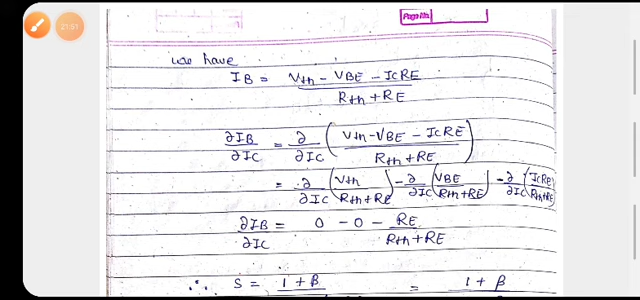 21:51
Page No.
we have
IB = Vth - VBE - ICRE / Rth + RE
∂IB/∂IC = ∂/∂IC (Vth - VBE - ICRE / Rth + RE)
= ∂/∂IC (Vth / Rth + RE) - ∂/∂IC (VBE / Rth + RE) - ∂/∂IC (ICRE / Rth + RE)
∂IB/∂IC = 0 - 0 - RE / Rth + RE
∴ S = 1 + β = 1 + β